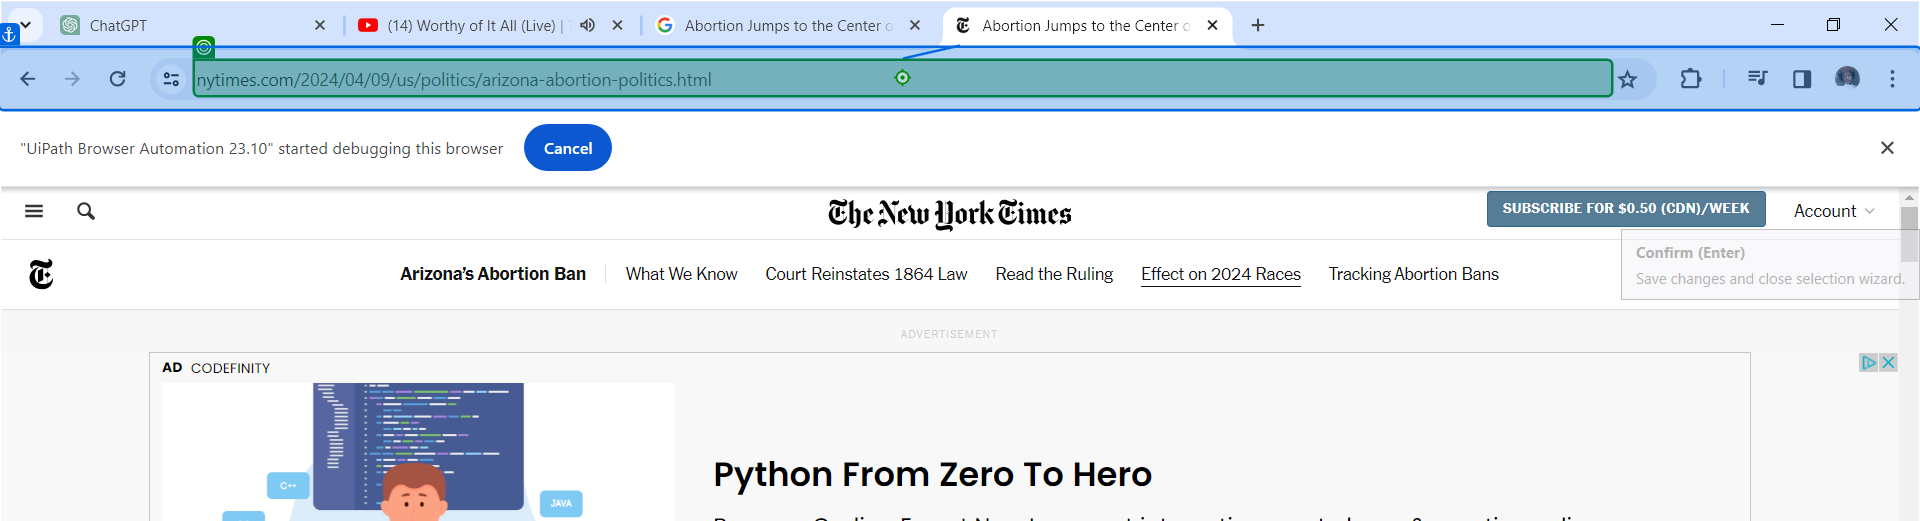 ChatGPT
(14) Worthy of It All (Live) |
Abortion Jumps to the Center o
Abortion Jumps to the Center o
nytimes.com/2024/04/09/us/politics/arizona-abortion-politics.html
"UiPath Browser Automation 23.10" started debugging this browser
Cancel
The New York Times
SUBSCRIBE FOR $0.50 (CDN)/WEEK
Account
Confirm (Enter)
Save changes and close selection wizard.
Arizona's Abortion Ban
What We Know
Court Reinstates 1864 Law
Read the Ruling
Effect on 2024 Races
Tracking Abortion Bans
ADVERTISEMENT
AD CODEFINITY
C++
JAVA
Python From Zero To Hero